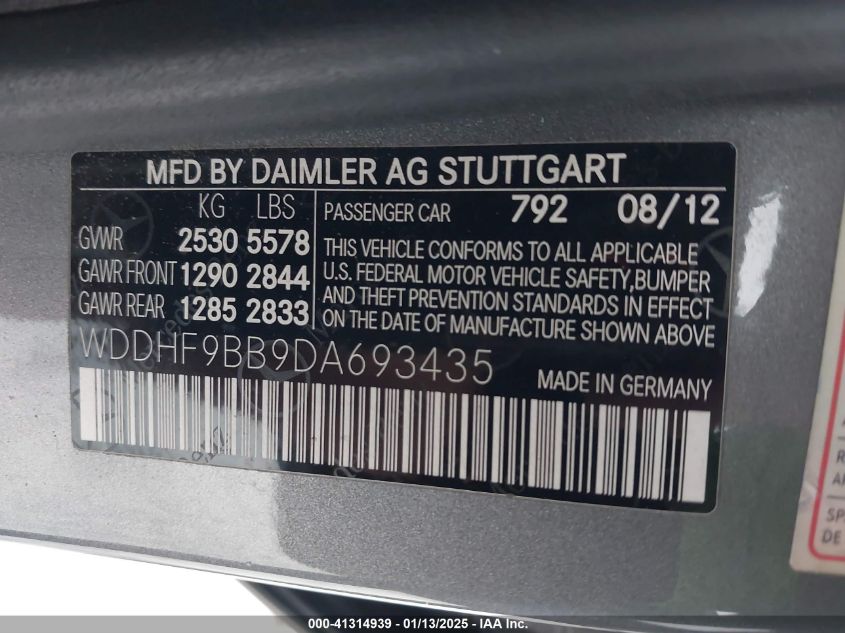 MFD BY DAIMLER AG STUTTGART
KG LBS
GVWR 2530 5578
GAWR FRONT 1290 2844
GAWR REAR 1285 2833
PASSENGER CAR 792 08/12
THIS VEHICLE CONFORMS TO ALL APPLICABLE
U.S. FEDERAL MOTOR VEHICLE SAFETY,BUMPER
AND THEFT PREVENTION STANDARDS IN EFFECT
ON THE DATE OF MANUFACTURE SHOWN ABOVE
WDDHF9BB9DA693435
MADE IN GERMANY
SP
DE
000-41314939 - 01/13/2025 - IAA Inc.